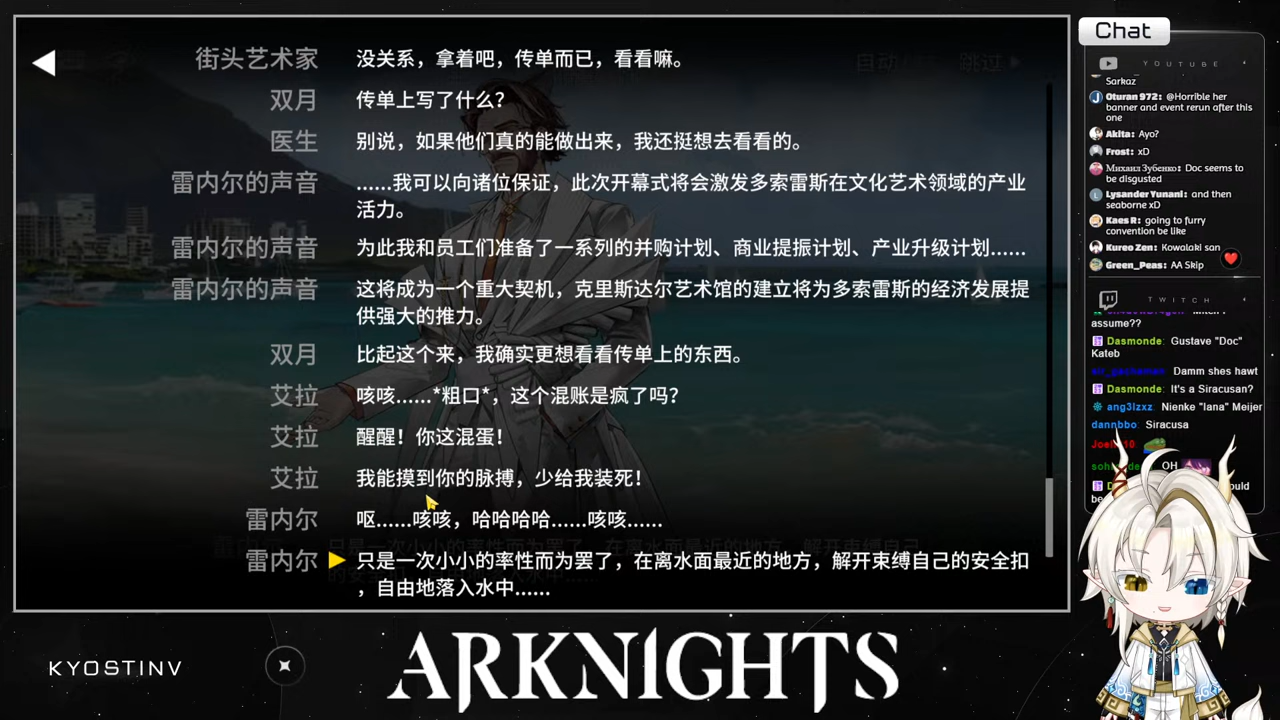 街头艺术家 没关系，拿着吧，传单而已，看看嘛。
双月 传单上写了什么？
医生 别说，如果他们真的能做出来，我还挺想去看看的。
雷内尔的声音 ......我可以向诸位保证，此次开幕式将会激发多索雷斯在文化艺术领域的产业
活力。
雷内尔的声音 为此我和员工们准备了一系列的并购计划、商业提振计划、产业升级计划......
雷内尔的声音 这将成为一个重大契机，克里斯达尔艺术馆的建立将为多索雷斯的经济发展提
供强大的推力。
双月 比起这个来，我确实更想看看传单上的东西。
艾拉 咳咳......*粗口*，这个混账是疯了吗？
艾拉 醒醒！你这混蛋！
艾拉 我能摸到你的脉搏，少给我装死！
雷内尔 呕......咳咳，哈哈哈哈......咳咳......
雷内尔 只是一次小小的率性而为罢了，在离水面最近的地方，解开束缚自己的安全扣
，自由地落入水中......
自动 跳过
KYOSTINV
ARKNIGHTS
Chat
YOUTUBE
Sarkaz
Oturan 972: @Horrible her
banner and event rerun after this
one
Akita: Ayo?
Frost: xD
Михаил Зубенко: Doc seems to
be disgusted
Lysander Yunani: and then
seaborne xD
Kaes R: going to furry
convention be like
Kureo Zen: Kowalaki san
Green_Peas: AA Skip
TWITCH
assume??
Dasmonde: Gustave "Doc"
Kateb
Damm shes hawt
Dasmonde: It's a Siracusan?
ang3lzxz: Nienke "Iana" Meijer
dannbbo: Siracusa
OH